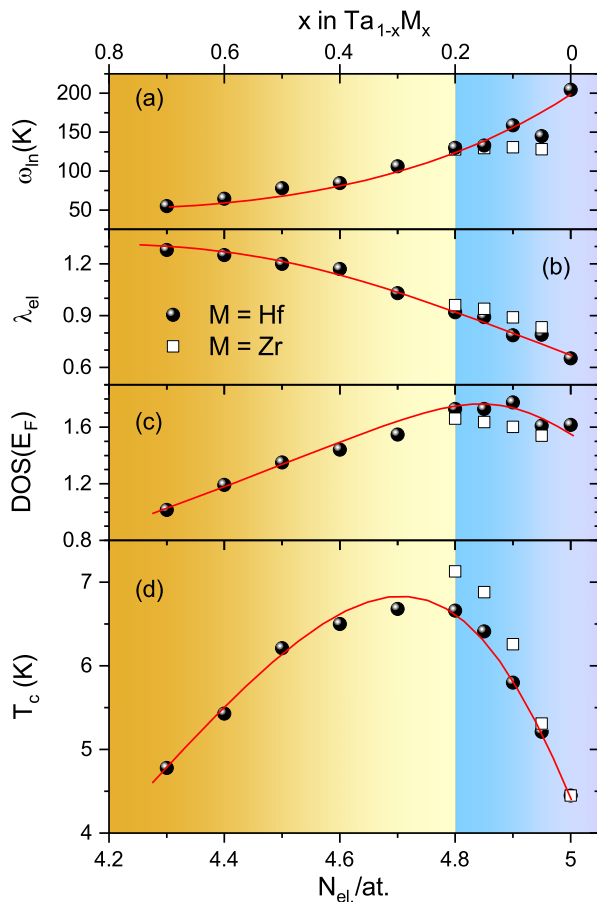 x in Ta1-xMx
0.8 0.6 0.4 0.2 0
200
150
100
50
ωln(K)
(a)
1.2
0.9
0.6
λel
(b)
M = Hf
M = Zr
1.6
1.2
0.8
DOS(EF)
(c)
7
6
5
4
Tc (K)
(d)
4.2 4.4 4.6 4.8 5
Nel./at.